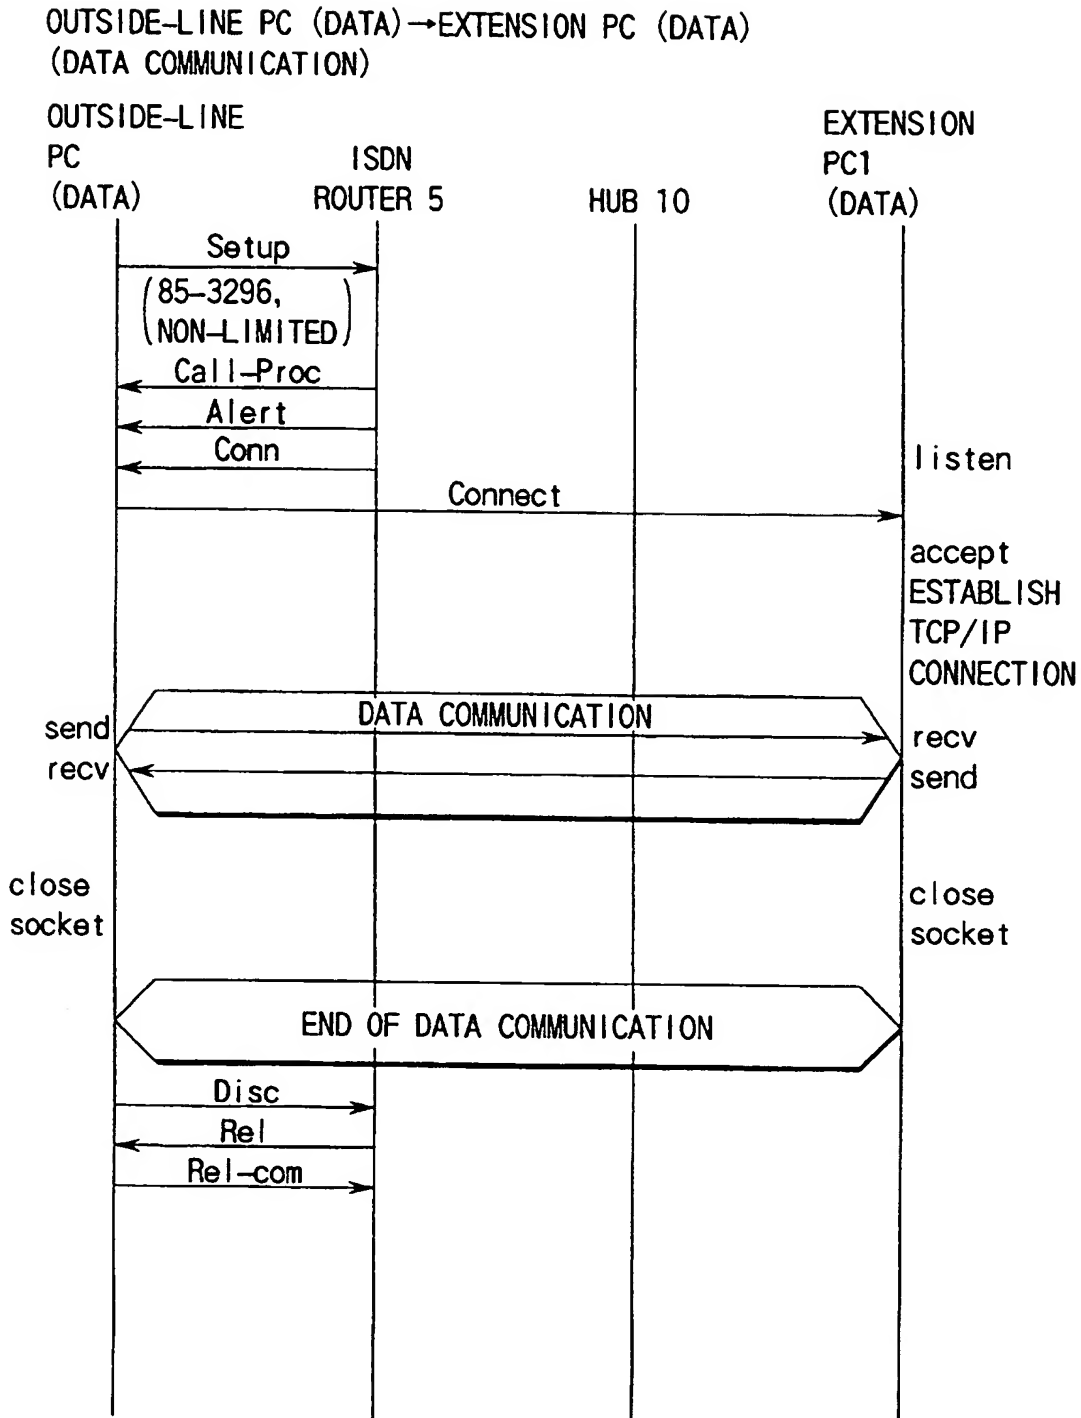 OUTSIDE-LINE PC (DATA)→EXTENSION PC (DATA)
(DATA COMMUNICATION)
OUTSIDE-LINE
PC
(DATA)
ISDN
ROUTER 5
HUB 10
EXTENSION
PC1
(DATA)
Setup
(85-3296,
NON-LIMITED)
Call-Proc
Alert
Conn
listen
Connect
accept
ESTABLISH
TCP/IP
CONNECTION
DATA COMMUNICATION
send
recv
recv
send
close
socket
close
socket
END OF DATA COMMUNICATION
Disc
Rel
Rel-com